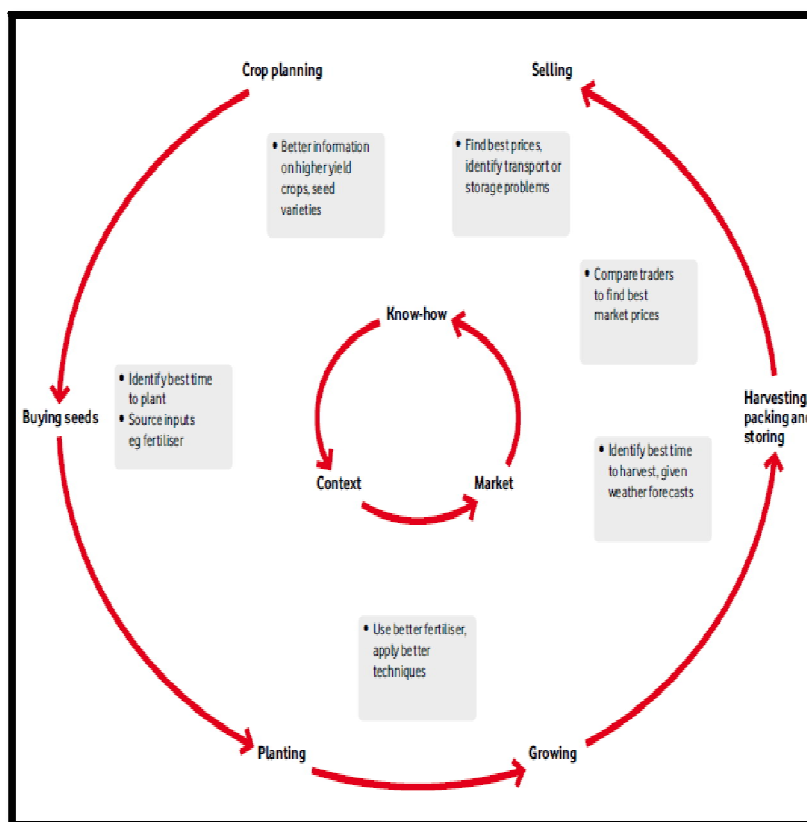 Crop planning
Selling
• Better information
on higher yield
crops, seed
varieties
• Find best prices,
identify transport or
storage problems
• Compare traders
to find best
market prices
Know-how
• Identify best time
to plant
• Source inputs
eg fertiliser
Buying seeds
Harvesting,
packing and
storing
• Identify best time
to harvest, given
weather forecasts
Context
Market
• Use better fertiliser,
apply better
techniques
Planting
Growing